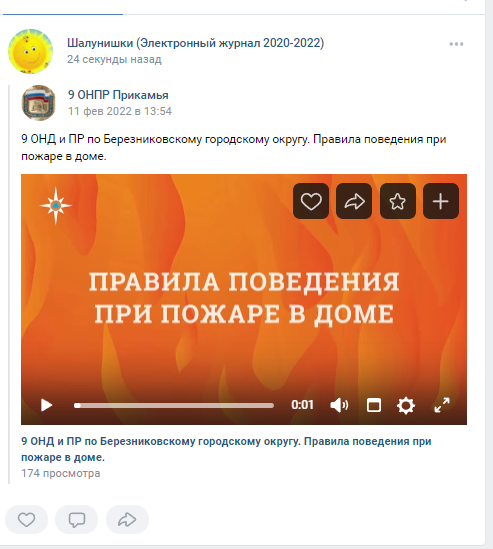 Шалунишки (Электронный журнал 2020-2022)
24 секунды назад
9 ОНПР Прикамья
11 фев 2022 в 13:54
9 ОНД и ПР по Березниковскому городскому округу. Правила поведения при
пожаре в доме.
ПРАВИЛА ПОВЕДЕНИЯ
ПРИ ПОЖАРЕ В ДОМЕ
0:01
9 ОНД и ПР по Березниковскому городскому округу. Правила поведения при
пожаре в доме.
174 просмотра